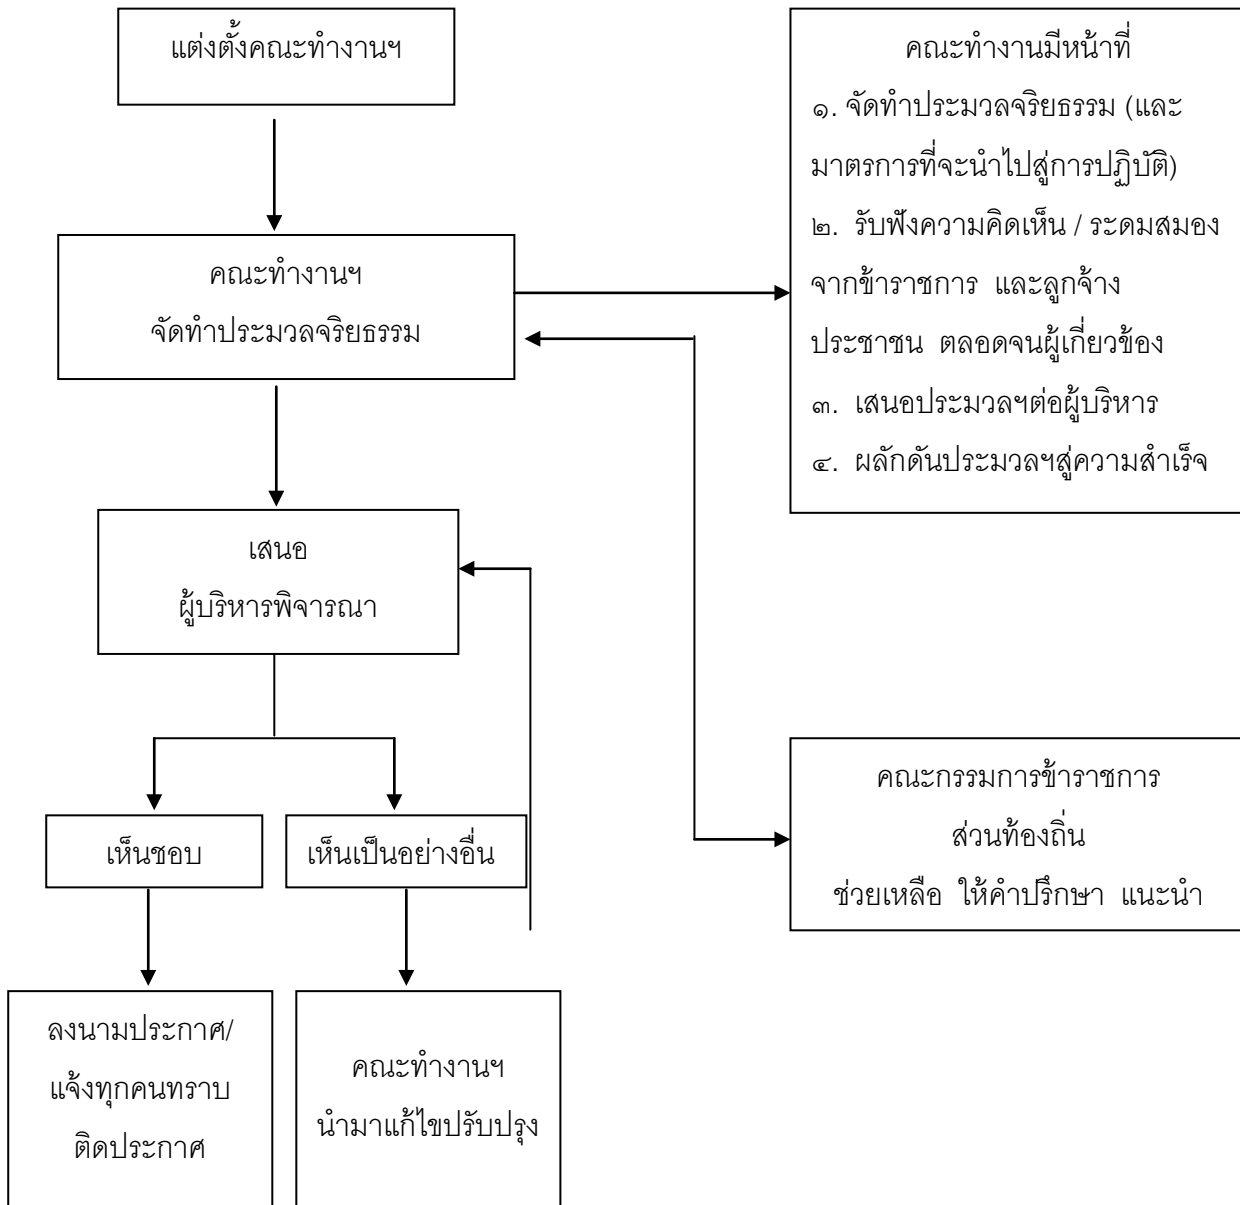 แต่งตั้งคณะทำงานฯ
คณะทำงานมีหน้าที่
๑. จัดทำประมวลจริยธรรม (และ
มาตรการที่จะนำไปสู่การปฏิบัติ)
๒. รับฟังความคิดเห็น / ระดมสมอง
จากข้าราชการ และลูกจ้าง
ประชาชน ตลอดจนผู้เกี่ยวข้อง
๓. เสนอประมวลฯต่อผู้บริหาร
๔. ผลักดันประมวลฯสู่ความสำเร็จ
คณะทำงานฯ
จัดทำประมวลจริยธรรม
เสนอ
ผู้บริหารพิจารณา
คณะกรรมการข้าราชการ
ส่วนท้องถิ่น
ช่วยเหลือ ให้คำปรึกษา แนะนำ
เห็นชอบ
เห็นเป็นอย่างอื่น
ลงนามประกาศ/
แจ้งทุกคนทราบ
ติดประกาศ
คณะทำงานฯ
นำมาแก้ไขปรับปรุง